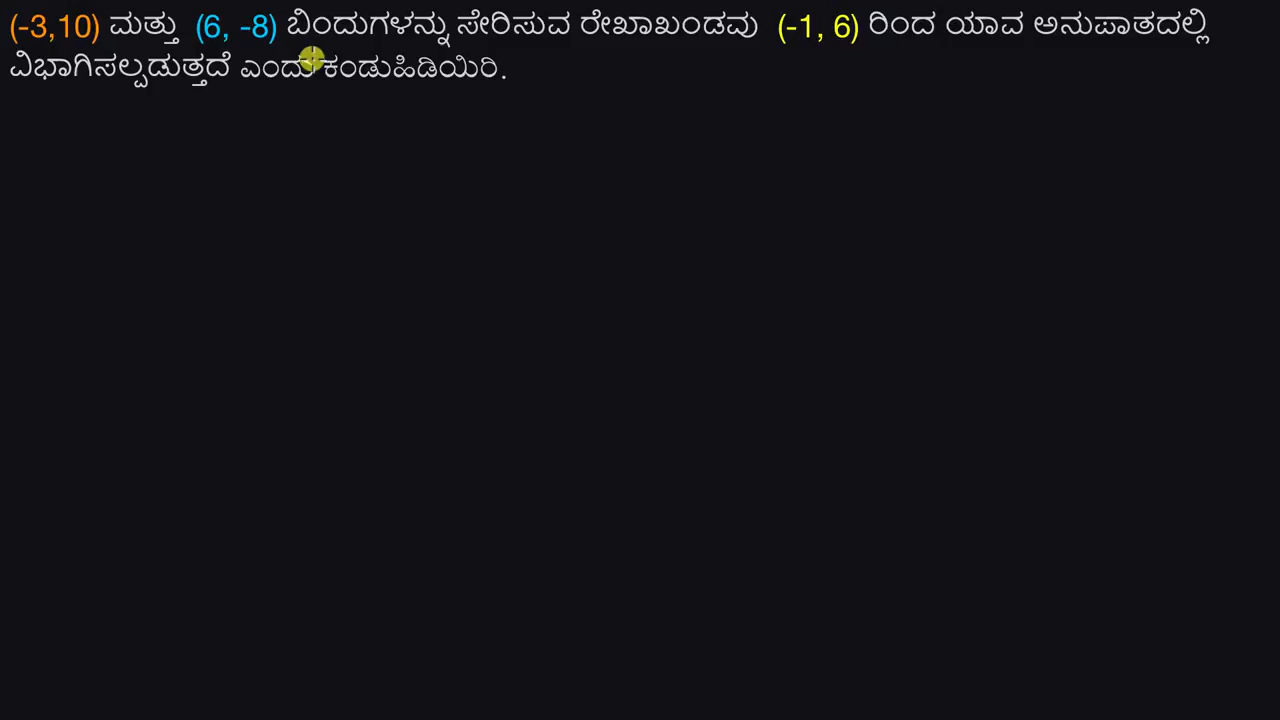 (-3,10) ಮತ್ತು (6, -8) ಬಿಂದುಗಳನ್ನು ಸೇರಿಸುವ ರೇಖಾಖಂಡವು (-1, 6) ರಿಂದ ಯಾವ ಅನುಪಾತದಲ್ಲಿ
ವಿಭಾಗಿಸಲ್ಪಡುತ್ತದೆ ಎಂದು ಕಂಡುಹಿಡಿಯಿರಿ.